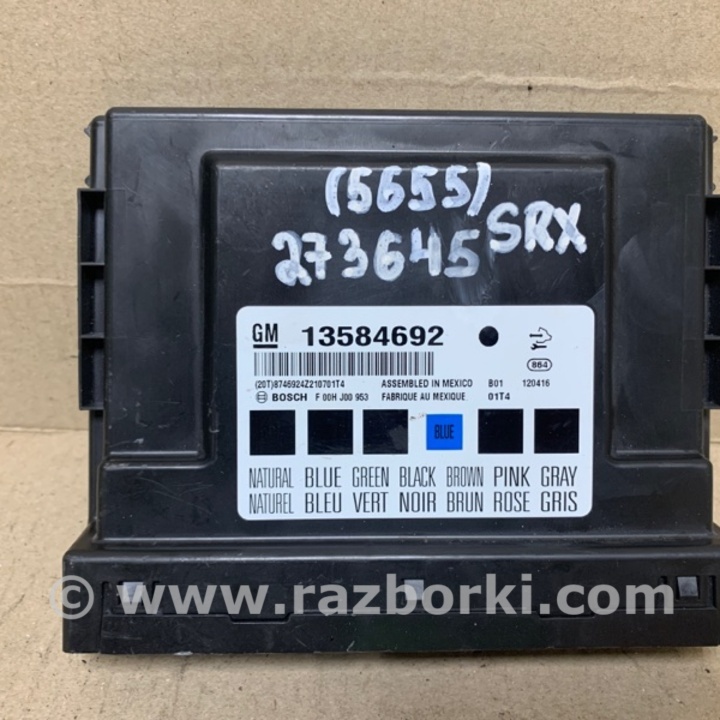 (5655)
273645 SRX
GM 13584692
864
(20T)8746924Z210701T4 ASSEMBLED IN MEXICO B01 120416
BOSCH F 00H J00 953 FABRIQUE AU MEXIQUE 01T4
BLUE
NATURAL BLUE GREEN BLACK BROWN PINK GRAY
NATUREL BLEU VERT NOIR BRUN ROSE GRIS
© www.razborki.com